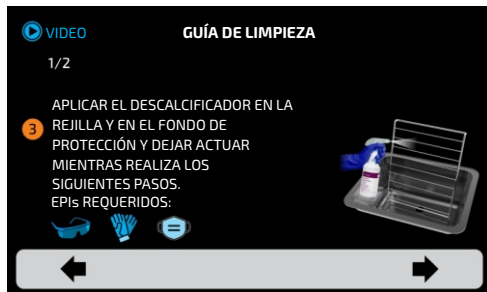 VIDEO
GUÍA DE LIMPIEZA
1/2
3
APLICAR EL DESCALCIFICADOR EN LA
REJILLA Y EN EL FONDO DE
PROTECCIÓN Y DEJAR ACTUAR
MIENTRAS REALIZA LOS
SIGUIENTES PASOS.
EPIs REQUERIDOS: